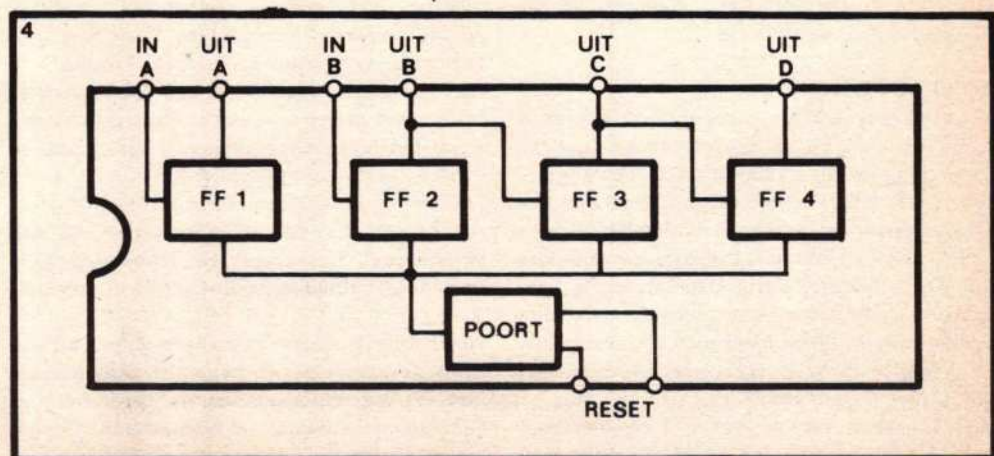 4
IN A
UIT A
IN B
UIT B
UIT C
UIT D
FF 1
FF 2
FF 3
FF 4
POORT
RESET